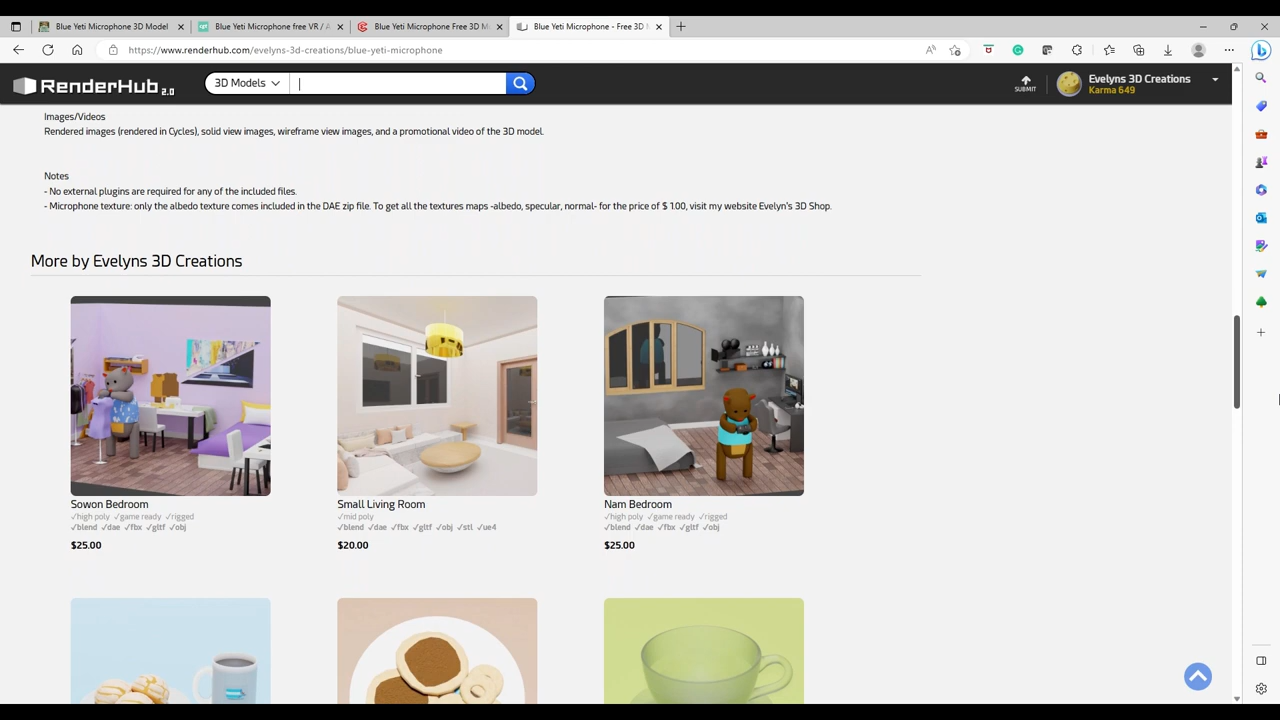 Blue Yeti Microphone 3D Model
Blue Yeti Microphone free VR / A
Blue Yeti Microphone Free 3D M
Blue Yeti Microphone - Free 3D
https://www.renderhub.com/evelyns-3d-creations/blue-yeti-microphone
RenderHub 2.0
3D Models
SUBMIT
Evelyns 3D Creations
Karma 649
Images/Videos
Rendered images (rendered in Cycles), solid view images, wireframe view images, and a promotional video of the 3D model.
Notes
- No external plugins are required for any of the included files.
- Microphone texture: only the albedo texture comes included in the DAE zip file. To get all the textures maps -albedo, specular, normal- for the price of $ 1.00, visit my website Evelyn's 3D Shop.
More by Evelyns 3D Creations
Sowon Bedroom
✓high poly ✓game ready ✓rigged
✓blend ✓dae ✓fbx ✓gltf ✓obj
$25.00
Small Living Room
✓mid poly
✓blend ✓dae ✓fbx ✓gltf ✓obj ✓stl ✓ue4
$20.00
Nam Bedroom
✓high poly ✓game ready ✓rigged
✓blend ✓dae ✓fbx ✓gltf ✓obj
$25.00